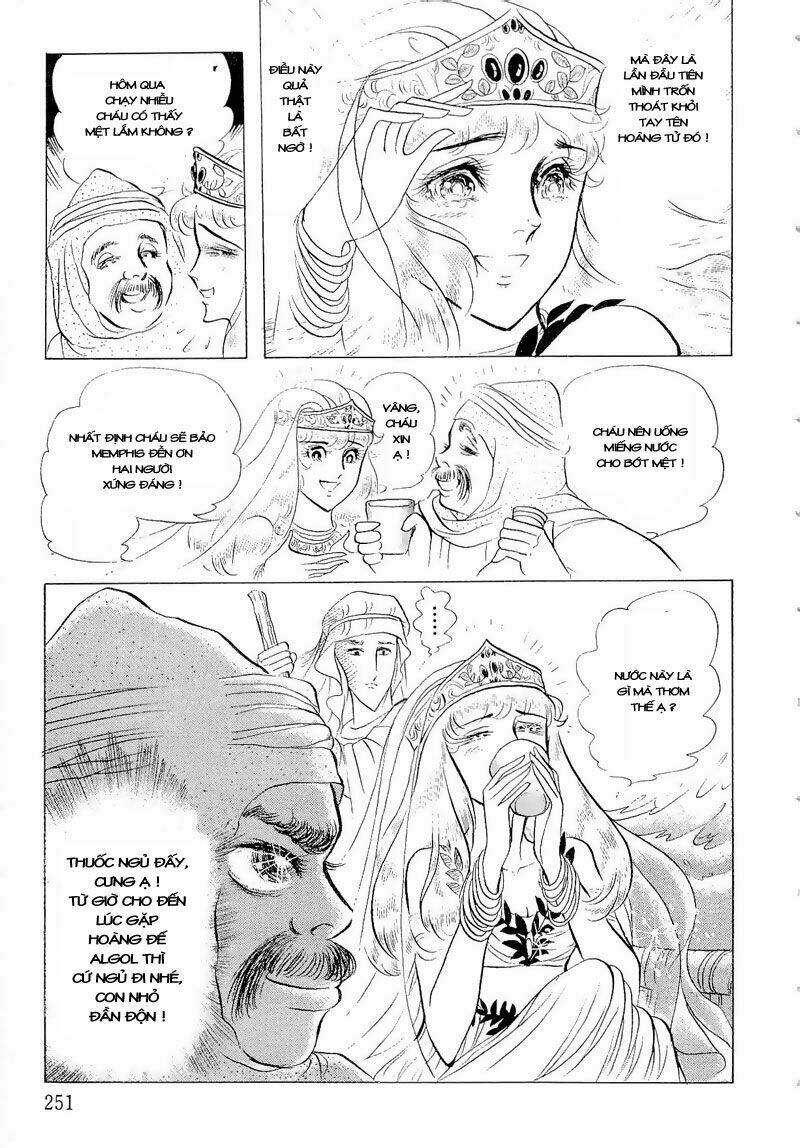 MÀ ĐÂY LÀ
LẦN ĐẦU TIÊN
MÌNH TRỐN
THOÁT KHỎI
TAY TÊN
HOÀNG TỬ ĐÓ !
ĐIỀU NÀY
QUẢ
THẬT
LÀ
BẤT
NGỜ !
HÔM QUA
CHẠY NHIỀU
CHÁU CÓ THẤY
MỆT LẮM KHÔNG ?
CHÁU NÊN UỐNG
MIẾNG NƯỚC
CHO BỚT MỆT !
VÂNG,
CHÁU
XIN
Ạ !
NHẤT ĐỊNH CHÁU SẼ BẢO
MEMPHIS ĐỀN ƠN
HAI NGƯỜI
XỨNG ĐÁNG !
......
NƯỚC NÀY LÀ
GÌ MÀ THƠM
THẾ Ạ ?
THUỐC NGỦ ĐẤY,
CƯNG Ạ !
TỪ GIỜ CHO ĐẾN
LÚC GẶP
HOÀNG ĐẾ
ALGOL THÌ
CỨ NGỦ ĐI NHÉ,
CON NHỎ
ĐẦN ĐỘN !
251